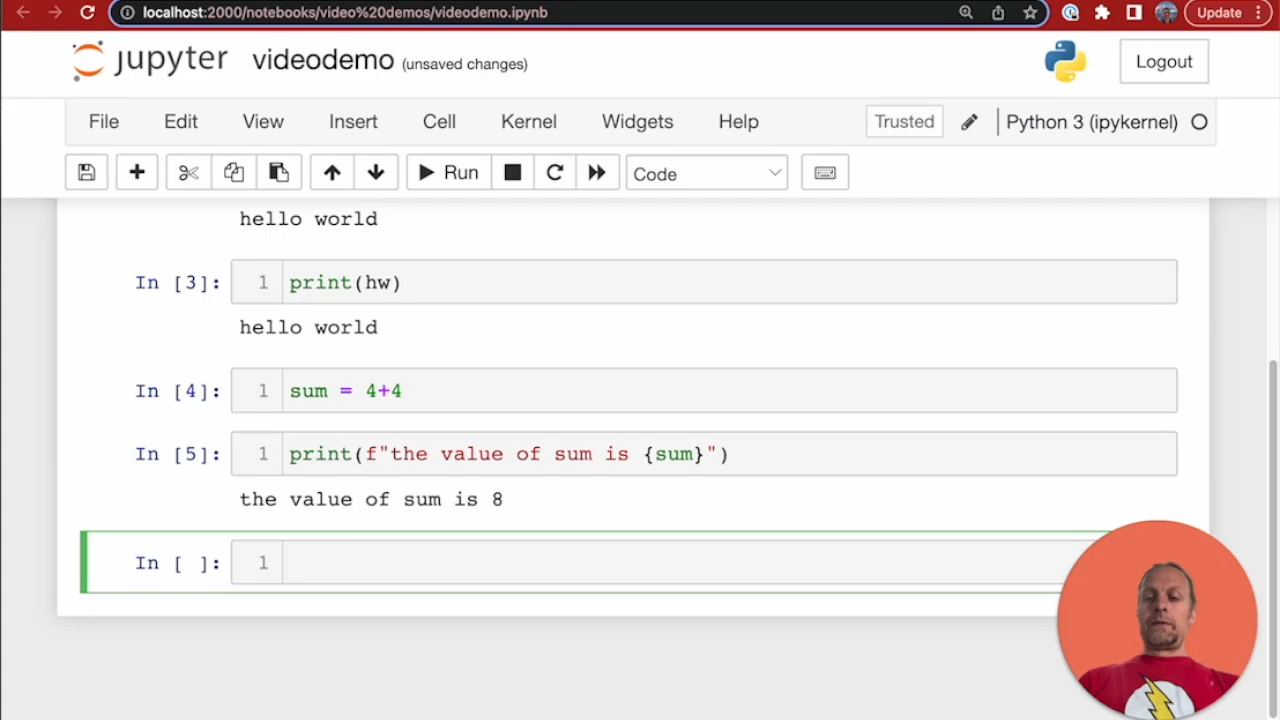 localhost:2000/notebooks/video%20demos/videodemo.ipynb
Update
jupyter videodemo (unsaved changes)
Logout
File Edit View Insert Cell Kernel Widgets Help Trusted Python 3 (ipykernel)
Run Code
hello world
In [3]: 1 print(hw)
hello world
In [4]: 1 sum = 4+4
In [5]: 1 print(f"the value of sum is {sum}")
the value of sum is 8
In [ ]: 1